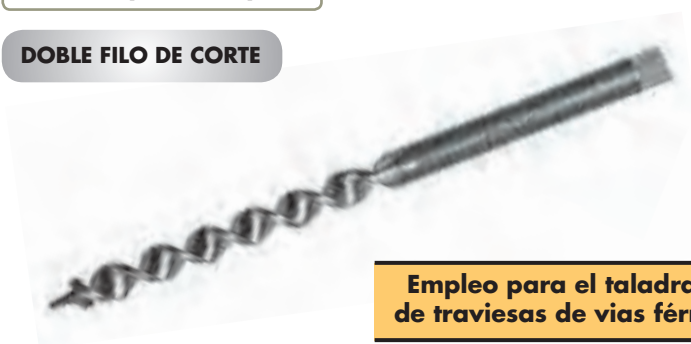 DOBLE FILO DE CORTE
Empleo para el
de traviesas de vias